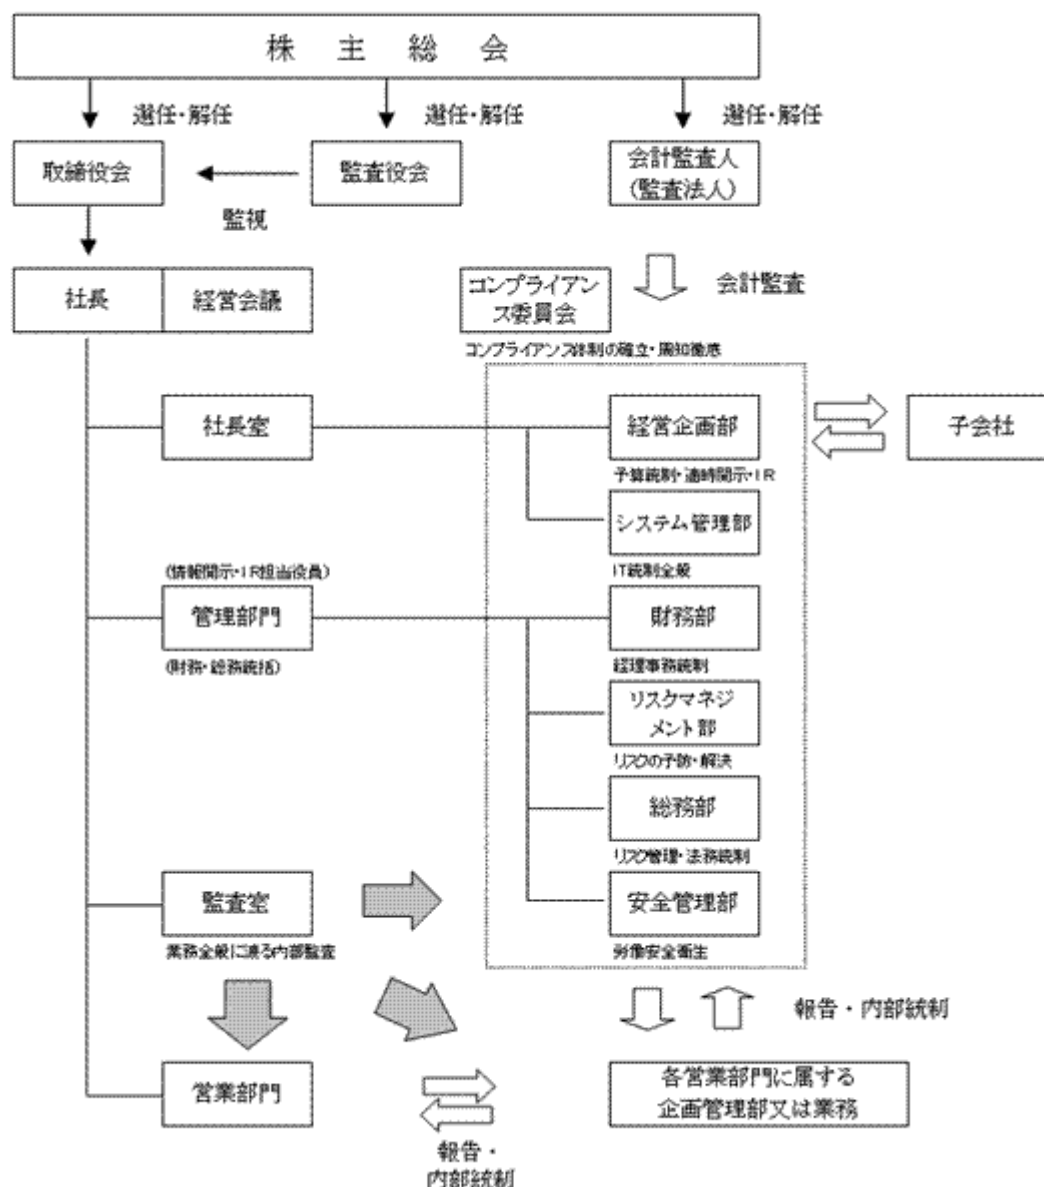 株主総会
選任・解任
選任・解任
選任・解任
取締役会
監査役会
会計監査人
(監査法人)
監視
社長
経営会議
コンプライアン
ス委員会
会計監査
コンプライアンス体制の確立・周知徹底
社長室
経営企画部
子会社
予算統制・適時開示・IR
システム管理部
(情報開示・IR担当役員)
IT統制全般
管理部門
財務部
(財務・総務統括)
経理事務統制
リスクマネジ
メント部
リスクの予防・解決
総務部
リスク管理・法務統制
監査室
安全管理部
業務全般に渡る内部監査
労働安全衛生
報告・内部統制
営業部門
各営業部門に属する
企画管理部又は業務
報告・
内部統制